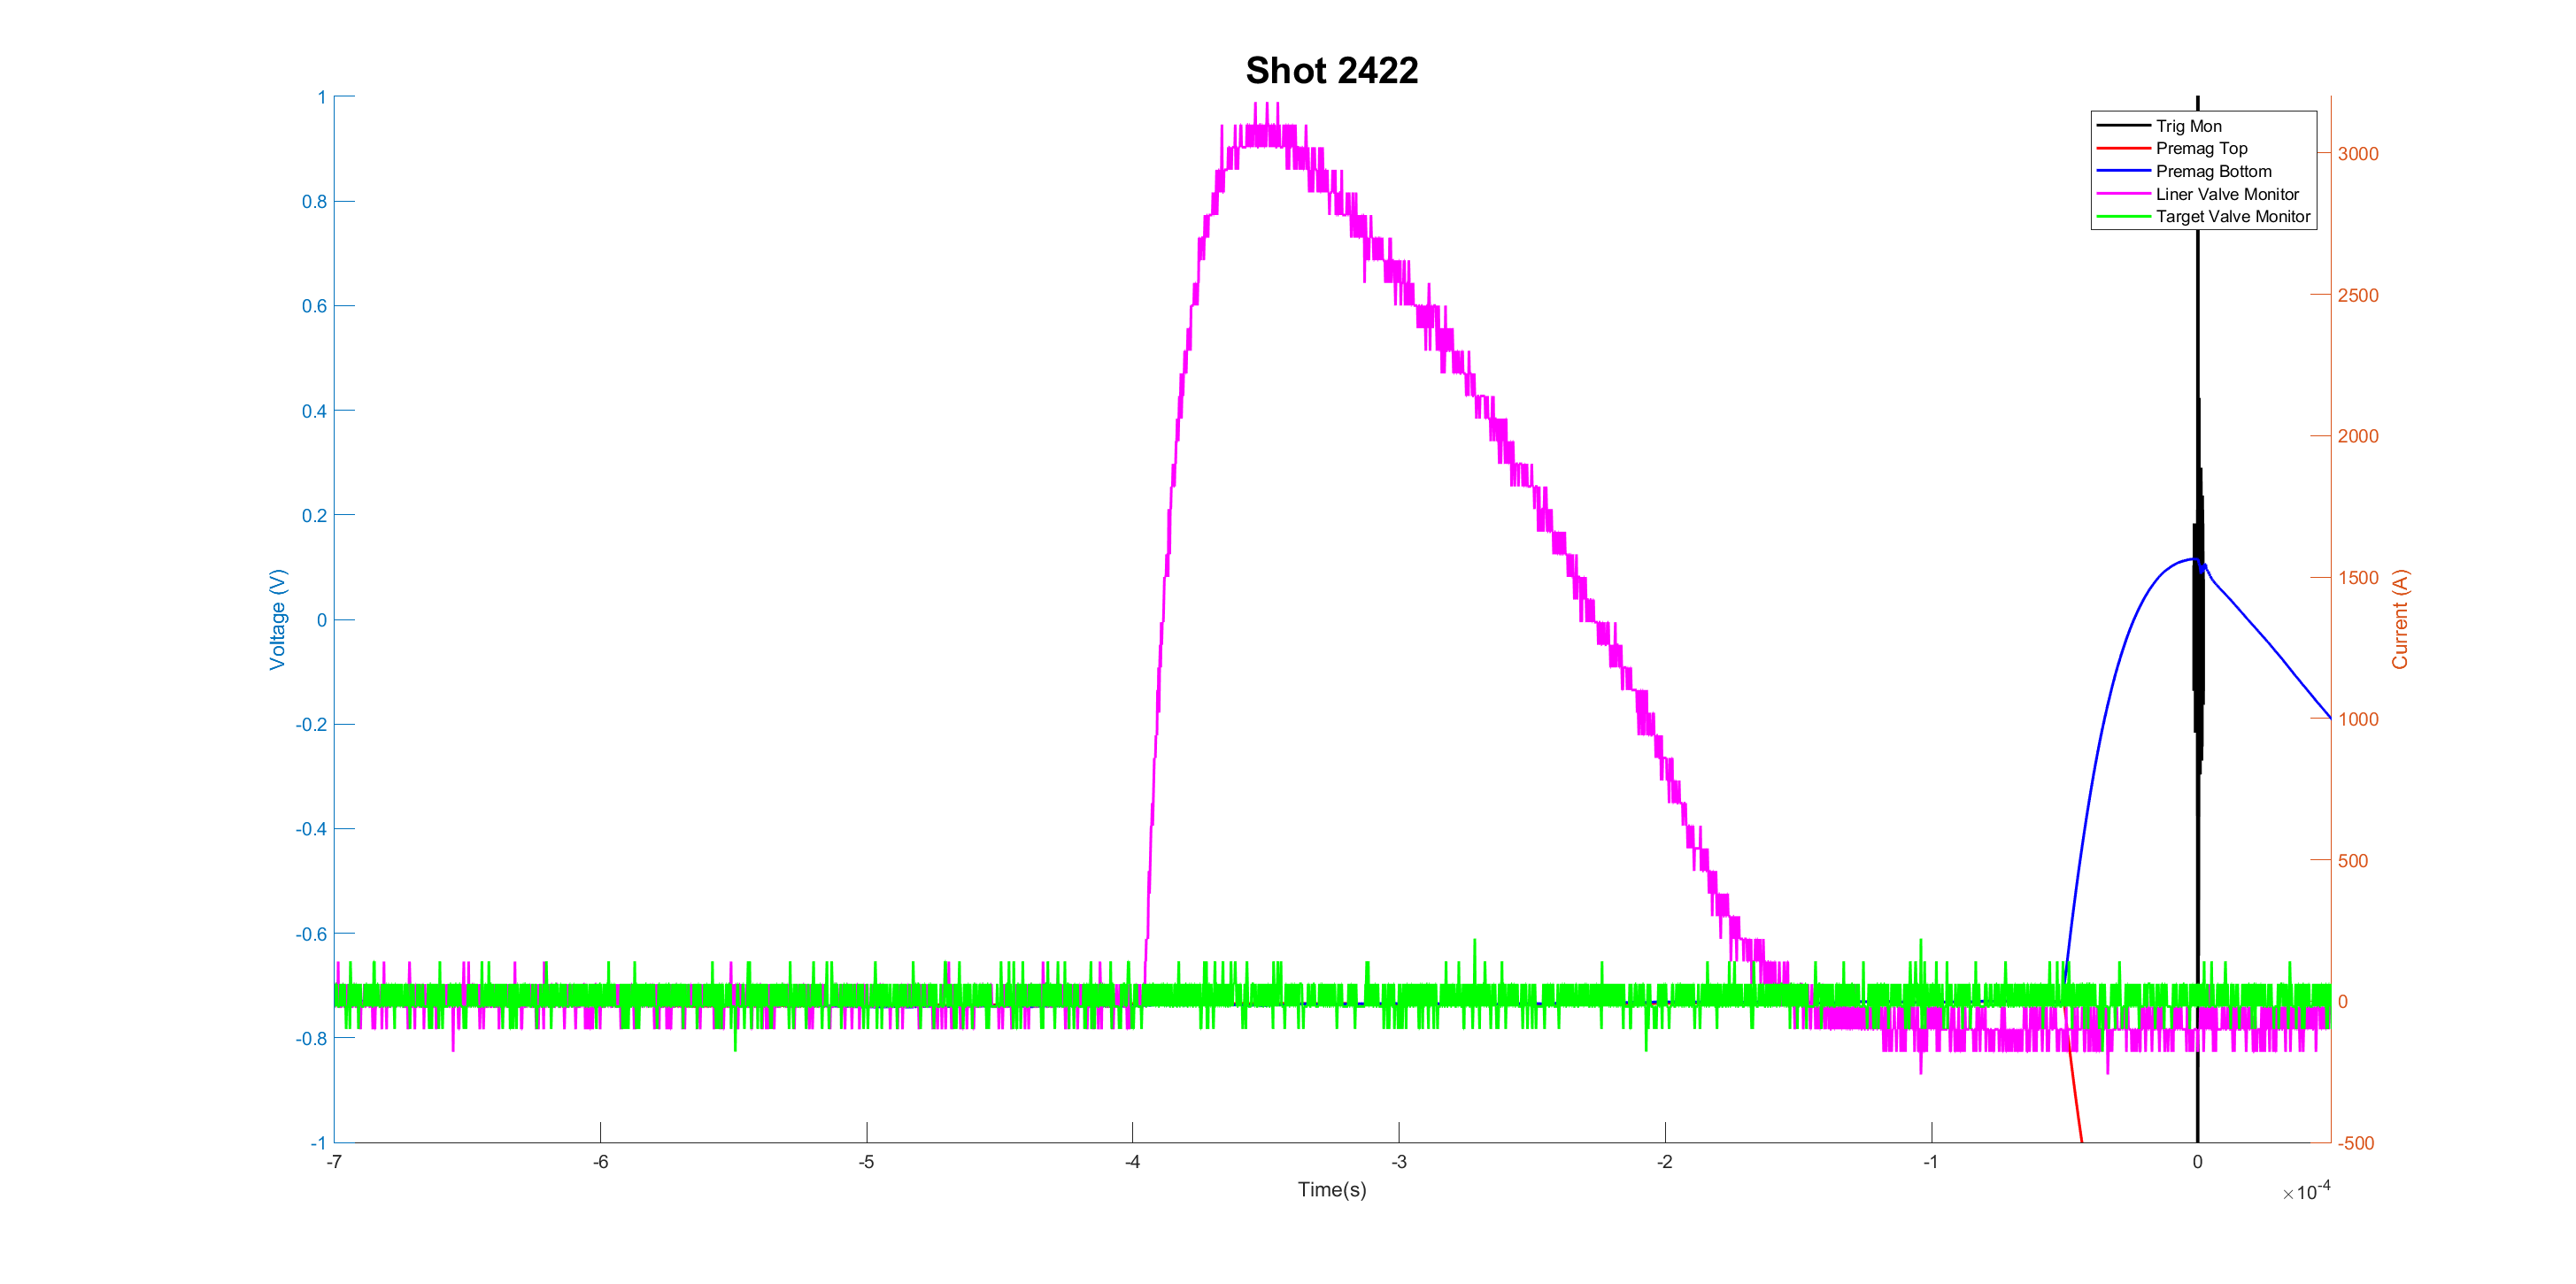 Shot 2422
1
0.8
0.6
0.4
0.2
0
-0.2
-0.4
-0.6
-0.8
-1
Voltage (V)
Trig Mon
Premag Top
Premag Bottom
Liner Valve Monitor
Target Valve Monitor
3000
2500
2000
1500
1000
500
0
-500
Current (A)
-7 -6 -5 -4 -3 -2 -1 0
Time(s)
×10-4